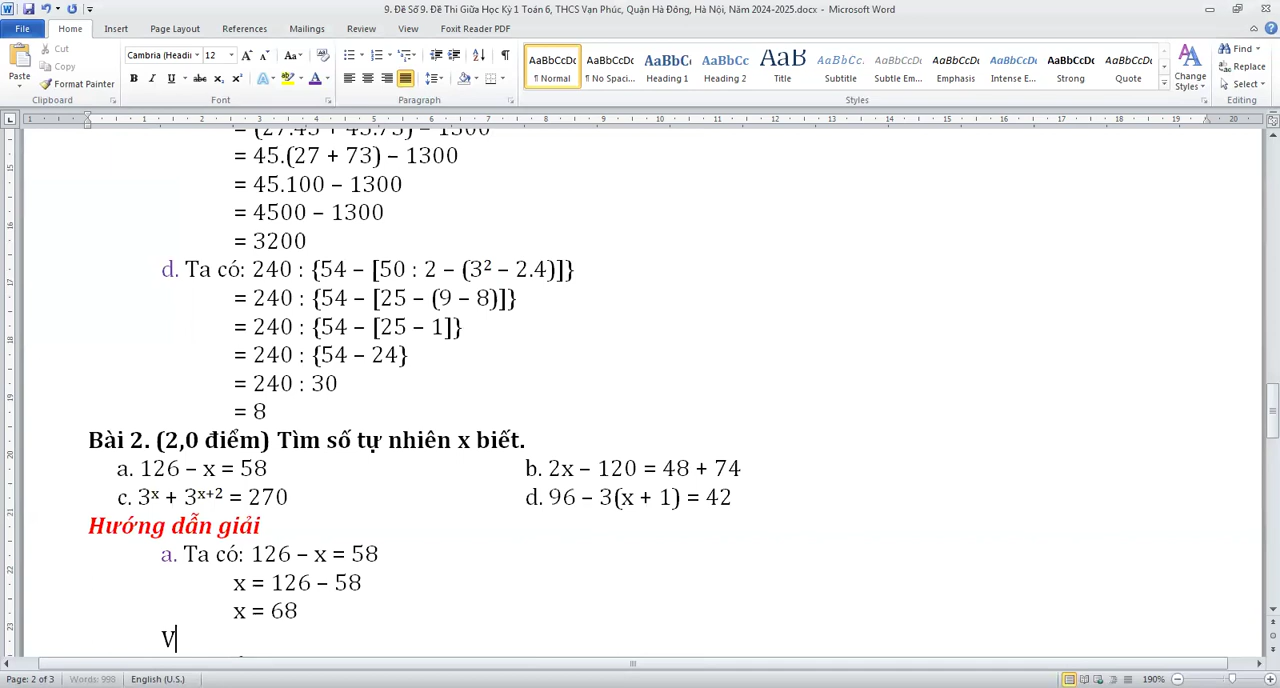 9. Đề Số 9. Đề Thi Giữa Học Kỳ 1 Toán 6, THCS Vạn Phúc, Quận Hà Đông, Hà Nội, Năm 2024-2025.docx - Microsoft Word
File Home Insert Page Layout References Mailings Review View Foxit Reader PDF
Paste Cut Copy Format Painter Cambria (Headin 12 Change Styles Find Replace Select
AaBbCcDc AaBbCcDc AaBbCc AaBbCc AaB AaBbCc. AaBbCcDc AaBbCcDc AaBbCcDc AaBbCcDc AaBbCcDc
¶ Normal ¶ No Spaci... Heading 1 Heading 2 Title Subtitle Subtle Em... Emphasis Intense E... Strong Quote
Clipboard Font Paragraph Styles Editing
= (27.45 + 45.73) – 1300
= 45.(27 + 73) – 1300
= 45.100 – 1300
= 4500 – 1300
= 3200
d. Ta có: 240 : {54 – [50 : 2 – (3² – 2.4)]}
= 240 : {54 – [25 – (9 – 8)]}
= 240 : {54 – [25 – 1]}
= 240 : {54 – 24}
= 240 : 30
= 8
Bài 2. (2,0 điểm) Tìm số tự nhiên x biết.
a. 126 – x = 58 b. 2x – 120 = 48 + 74
c. 3ˣ + 3ˣ⁺² = 270 d. 96 – 3(x + 1) = 42
Hướng dẫn giải
a. Ta có: 126 – x = 58
x = 126 – 58
x = 68
V
Page: 2 of 3 Words: 998 English (U.S.) 190%